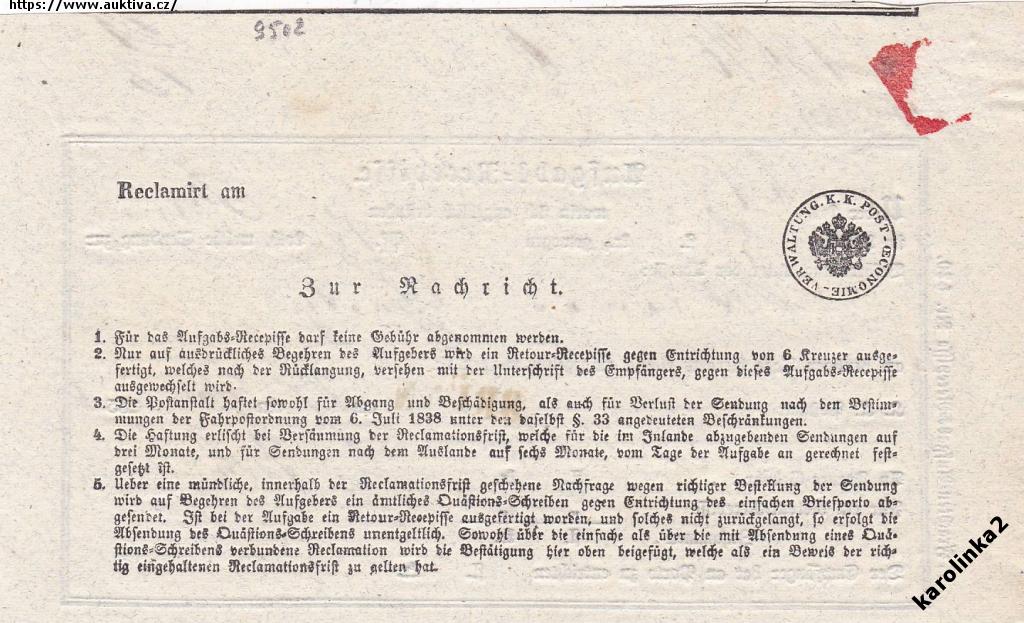 https://www.auktiva.cz/
9502
Reclamirt am
VERWALTUNG. K. K. POST-ŒCONOMIE-
Zur Nachricht.
1. Für das Aufgabs-Recepisse darf keine Gebühr abgenommen werden.
2. Nur auf ausdrückliches Begehren des Aufgebers wird ein Retour-Recepisse gegen Entrichtung von 6 Kreuzer ausge-
fertigt, welches nach der Rücklangung, versehen mit der Unterschrift des Empfängers, gegen dieses Aufgabs-Recepisse
ausgewechselt wird.
3. Die Postanstalt haftet sowohl für Abgang und Beschädigung, als auch für Verlust der Sendung nach den Bestim-
mungen der Fahrpostordnung vom 6. Juli 1838 unter den daselbst §. 33 angedeuteten Beschränkungen.
4. Die Haftung erlischt bei Versäumung der Reclamationsfrist, welche für die im Inlande abzugebenden Sendungen auf
drei Monate, und für Sendungen nach dem Auslande auf sechs Monate, vom Tage der Aufgabe an gerechnet fest-
gesetzt ist.
5. Ueber eine mündliche, innerhalb der Reclamationsfrist geschehene Nachfrage wegen richtiger Bestellung der Sendung
wird auf Begehren des Aufgebers ein ämtliches Quästions-Schreiben gegen Entrichtung des einfachen Briefporto ab-
gesendet. Ist bei der Aufgabe ein Retour-Recepisse ausgefertigt worden, und solches nicht zurückgelangt, so erfolgt die
Absendung des Quästions-Schreibens unentgeltlich. Sowohl über die einfache als über die mit Absendung eines Quä-
stions-Schreibens verbundene Reclamation wird die Bestätigung hier oben beigefügt, welche als ein Beweis der rich-
tig eingehaltenen Reclamationsfrist zu gelten hat.
karolinka2